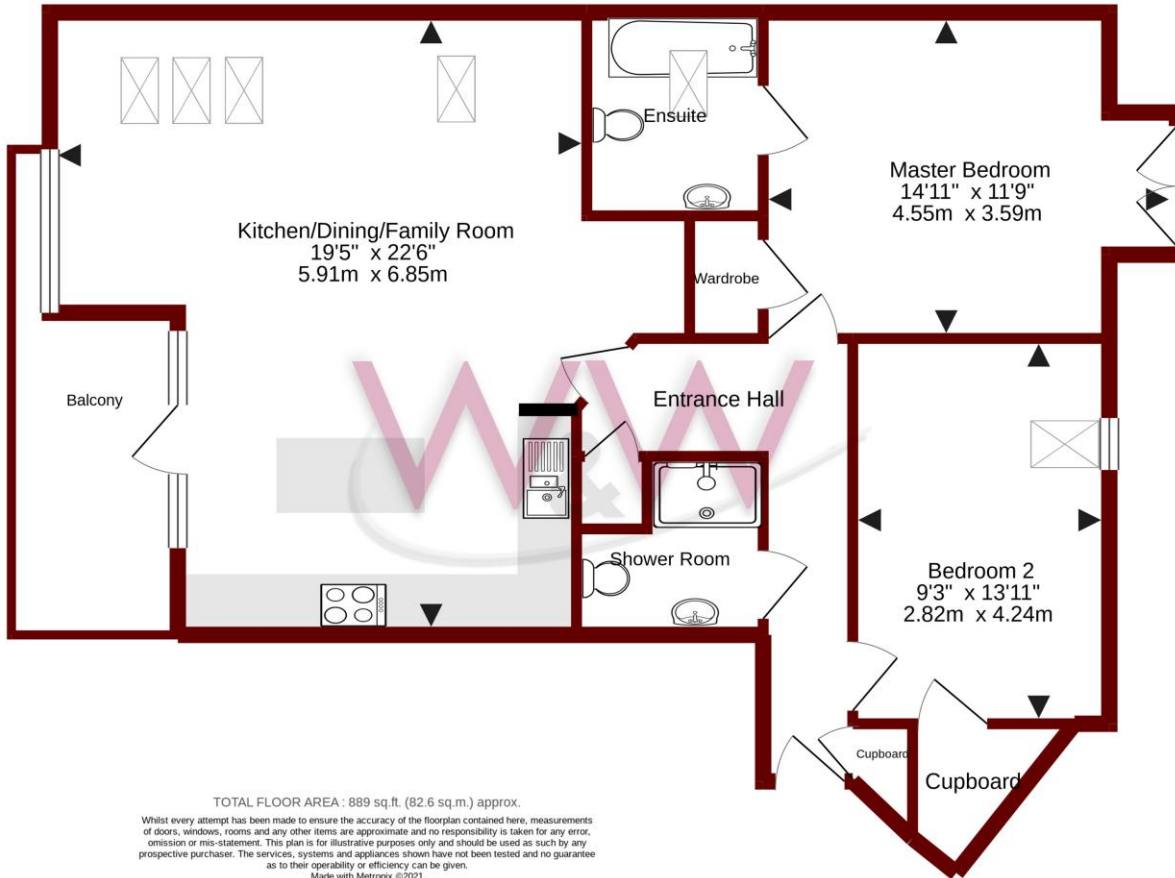 Ensuite
Master Bedroom
14'11" x 11'9"
4.55m x 3.59m
Kitchen/Dining/Family Room
19'5" x 22'6"
5.91m x 6.85m
Wardrobe
Balcony
Entrance Hall
W&W
Shower Room
Bedroom 2
9'3" x 13'11"
2.82m x 4.24m
Cupboard
Cupboard
TOTAL FLOOR AREA : 889 sq.ft. (82.6 sq.m.) approx.
Whilst every attempt has been made to ensure the accuracy of the floorplan contained here, measurements
of doors, windows, rooms and any other items are approximate and no responsibility is taken for any error,
omission or mis-statement. This plan is for illustrative purposes only and should be used as such by any
prospective purchaser. The services, systems and appliances shown have not been tested and no guarantee
as to their operability or efficiency can be given.
Made with Metropix ©2021